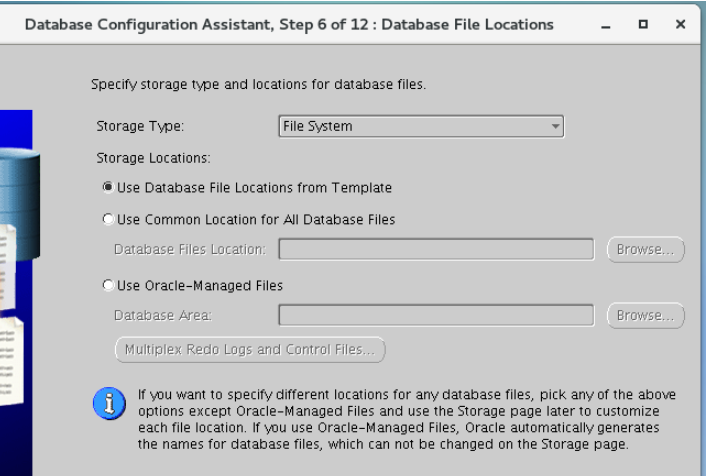 Database Configuration Assistant, Step 6 of 12 : Database File Locations
Specify storage type and locations for database files.
Storage Type: File System
Storage Locations:
Use Database File Locations from Template
Use Common Location for All Database Files
Database Files Location: Browse...
Use Oracle-Managed Files
Database Area: Browse...
Multiplex Redo Logs and Control Files...
If you want to specify different locations for any database files, pick any of the above
options except Oracle-Managed Files and use the Storage page later to customize
each file location. If you use Oracle-Managed Files, Oracle automatically generates
the names for database files, which can not be changed on the Storage page.